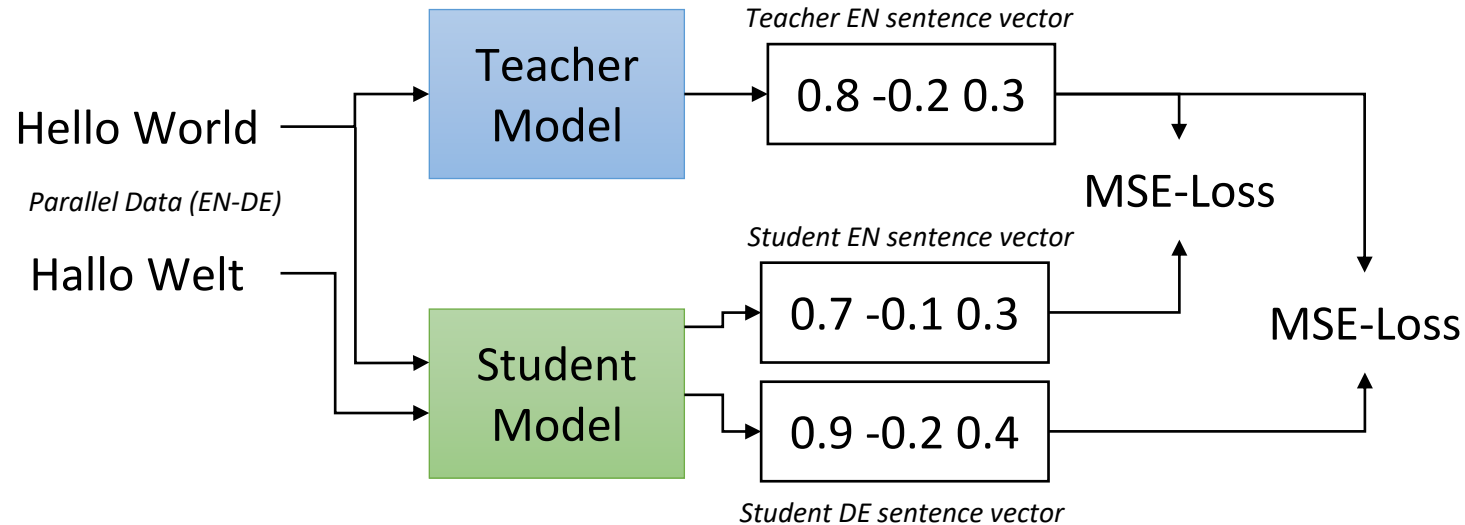 Teacher EN sentence vector
Teacher
Model
0.8 -0.2 0.3
Hello World
Parallel Data (EN-DE)
Hallo Welt
MSE-Loss
Student EN sentence vector
0.7 -0.1 0.3
MSE-Loss
Student
Model
0.9 -0.2 0.4
Student DE sentence vector